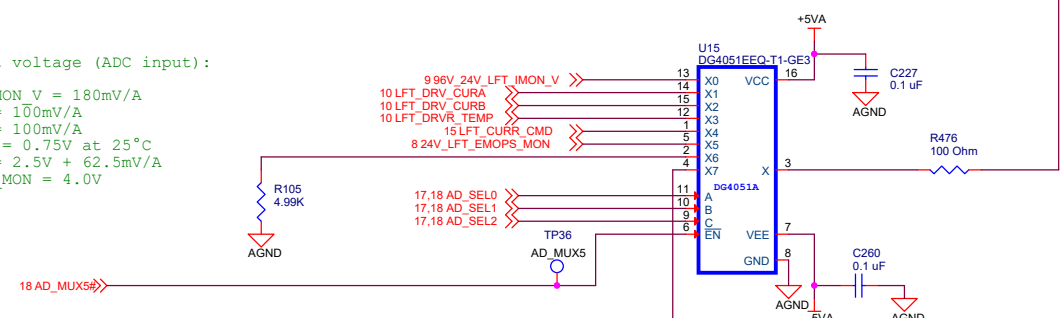 +5VA
voltage (ADC input):
MON_V = 180mV/A
= 100mV/A
= 100mV/A
= 0.75V at 25°C
= 2.5V + 62.5mV/A
MON = 4.0V
U15
DG4051EEQ-T1-GE3
9 96V_24V_LFT_IMON_V 13 X0 VCC 16
10 LFT_DRV_CURA 14 X1
10 LFT_DRV_CURB 15 X2
10 LFT_DRVR_TEMP 12 X3
15 LFT_CURR_CMD 1 X4
8 24V_LFT_EMOPS_MON 5 X5
2 X6
4 X7 X 3
C227
0.1 uF
AGND
R476
100 Ohm
DG4051A
R105
4.99K
AGND
17,18 AD_SEL0 11 A
17,18 AD_SEL1 10 B
17,18 AD_SEL2 9 C
6 EN VEE 7
GND 8
TP36
AD_MUX5
18 AD_MUX5#
C260
0.1 uF
AGND
5VA
AGND